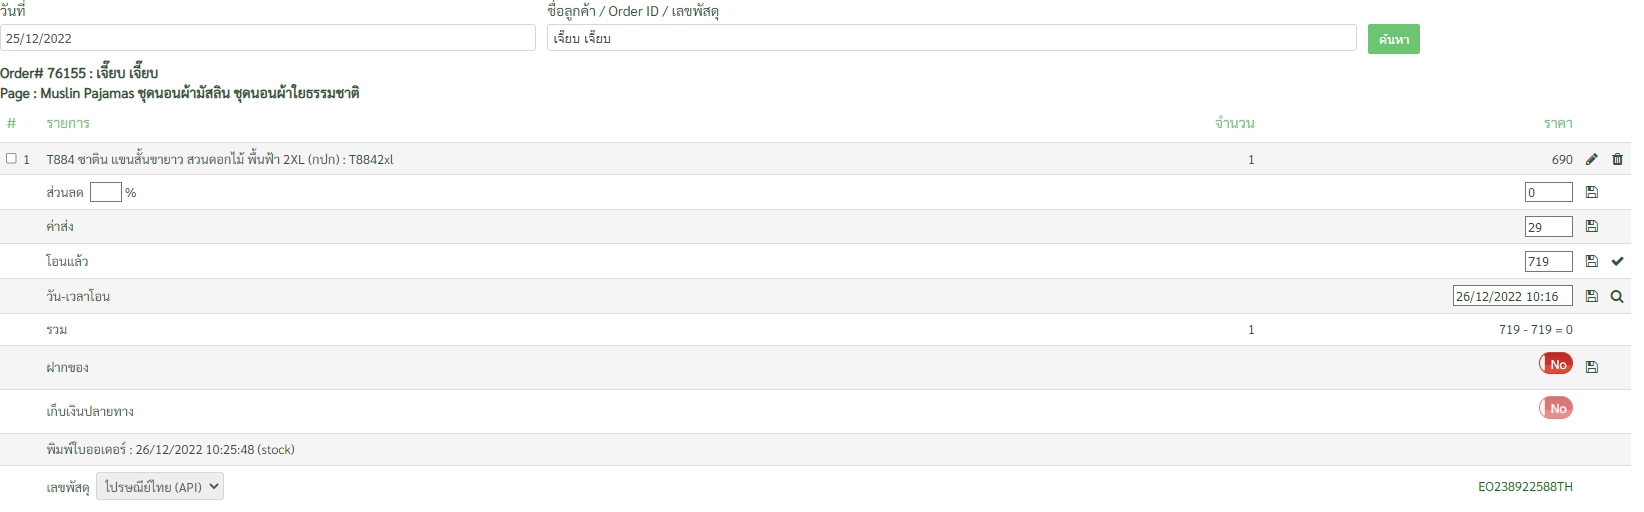 วันที่ ชื่อลูกค้า / Order ID / เลขพัสดุ
25/12/2022 เจี๊ยบ เจี๊ยบ ค้นหา
Order# 76155 : เจี๊ยบ เจี๊ยบ
Page : Muslin Pajamas ชุดนอนผ้ามัสลิน ชุดนอนผ้าใยธรรมชาติ
# รายการ จำนวน ราคา
1 T884 ซาติน แขนสั้นขายาว สวนดอกไม้ พื้นฟ้า 2XL (กปก) : T8842xl 1 690
ส่วนลด % 0
ค่าส่ง 29
โอนแล้ว 719
วัน-เวลาโอน 26/12/2022 10:16
รวม 1 719 - 719 = 0
ฝากของ No
เก็บเงินปลายทาง No
พิมพ์ใบออเดอร์ : 26/12/2022 10:25:48 (stock)
เลขพัสดุ ไปรษณีย์ไทย (API) EO238922588TH